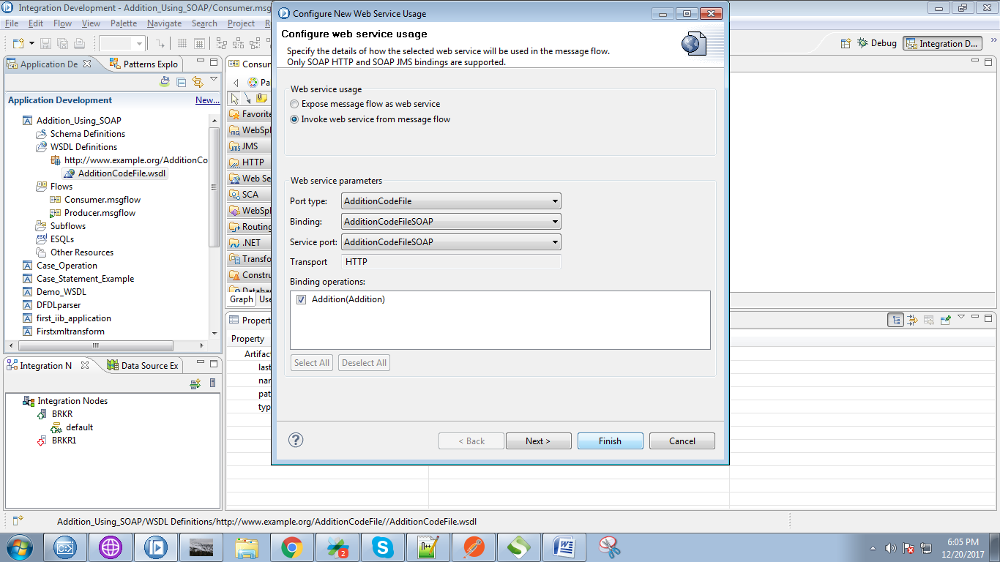 Integration Development - Addition_Using_SOAP/Consumer.msg
File Edit Flow View Palette Navigate Search Project
Debug
Integration D...
Application De
Patterns Explo
Application Development
New...
Addition_Using_SOAP
Schema Definitions
WSDL Definitions
http://www.example.org/AdditionCo
AdditionCodeFile.wsdl
Flows
Consumer.msgflow
Producer.msgflow
Subflows
esql
ESQLs
Other Resources
Case_Operation
Case_Statement_Example
Demo_WSDL
DFDLparser
first_iib_application
Firstxmltransform
Integration N
Data Source Ex
Integration Nodes
BRKR
default
BRKR1
Consu
Pa
Favorite
WebSpl
JMS
HTTP
Web Se
SCA
WebSpl
Routing
.NET
Transfo
Constru
Databa
Graph
Use
Propert
Property
Artifac
last
nar
pat
typ
Configure New Web Service Usage
Configure web service usage
Specify the details of how the selected web service will be used in the message flow.
Only SOAP HTTP and SOAP JMS bindings are supported.
Web service usage
Expose message flow as web service
Invoke web service from message flow
Web service parameters
Port type: AdditionCodeFile
Binding: AdditionCodeFileSOAP
Service port: AdditionCodeFileSOAP
Transport HTTP
Binding operations:
Addition(Addition)
Select All
Deselect All
< Back
Next >
Finish
Cancel
Addition_Using_SOAP/WSDL Definitions/http://www.example.org/AdditionCodeFile//AdditionCodeFile.wsdl
2
6:05 PM
12/20/2017